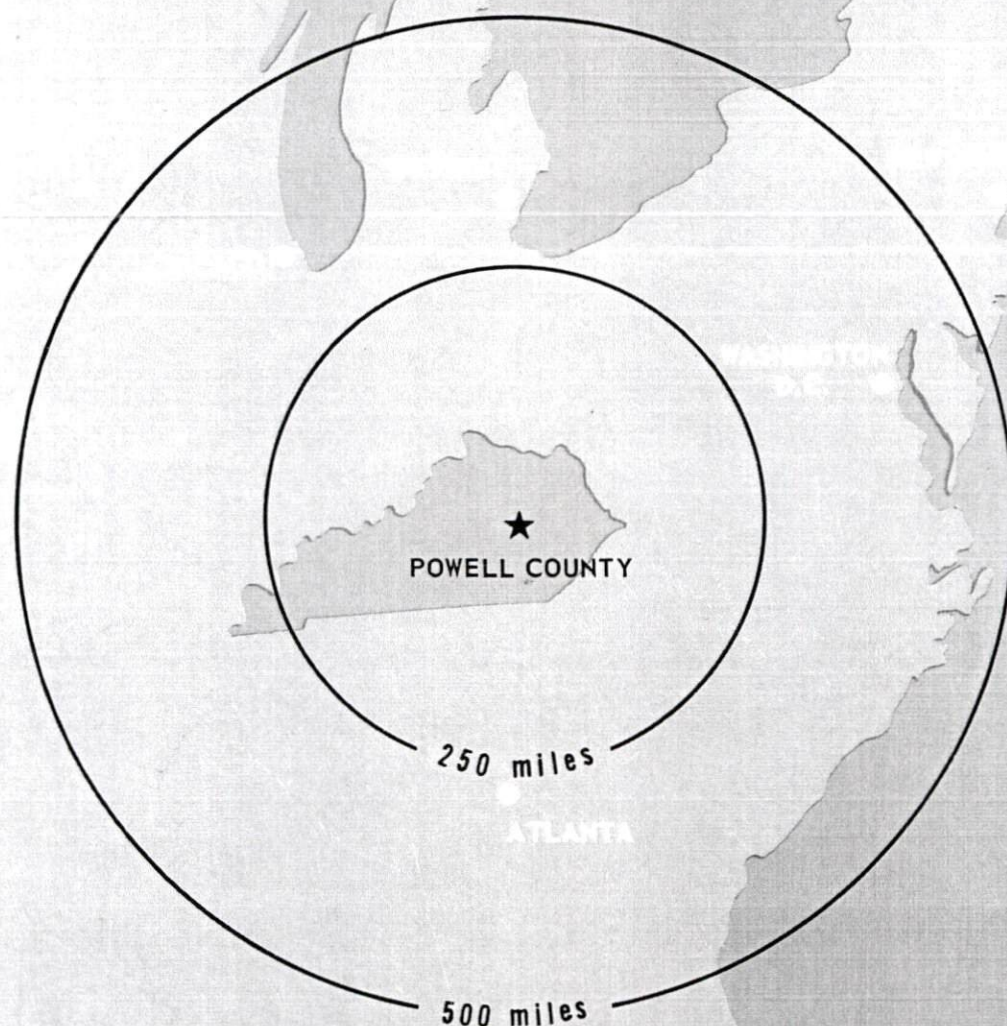 WASHINGTON
D.C.
POWELL COUNTY
250 miles
ATLANTA
500 miles